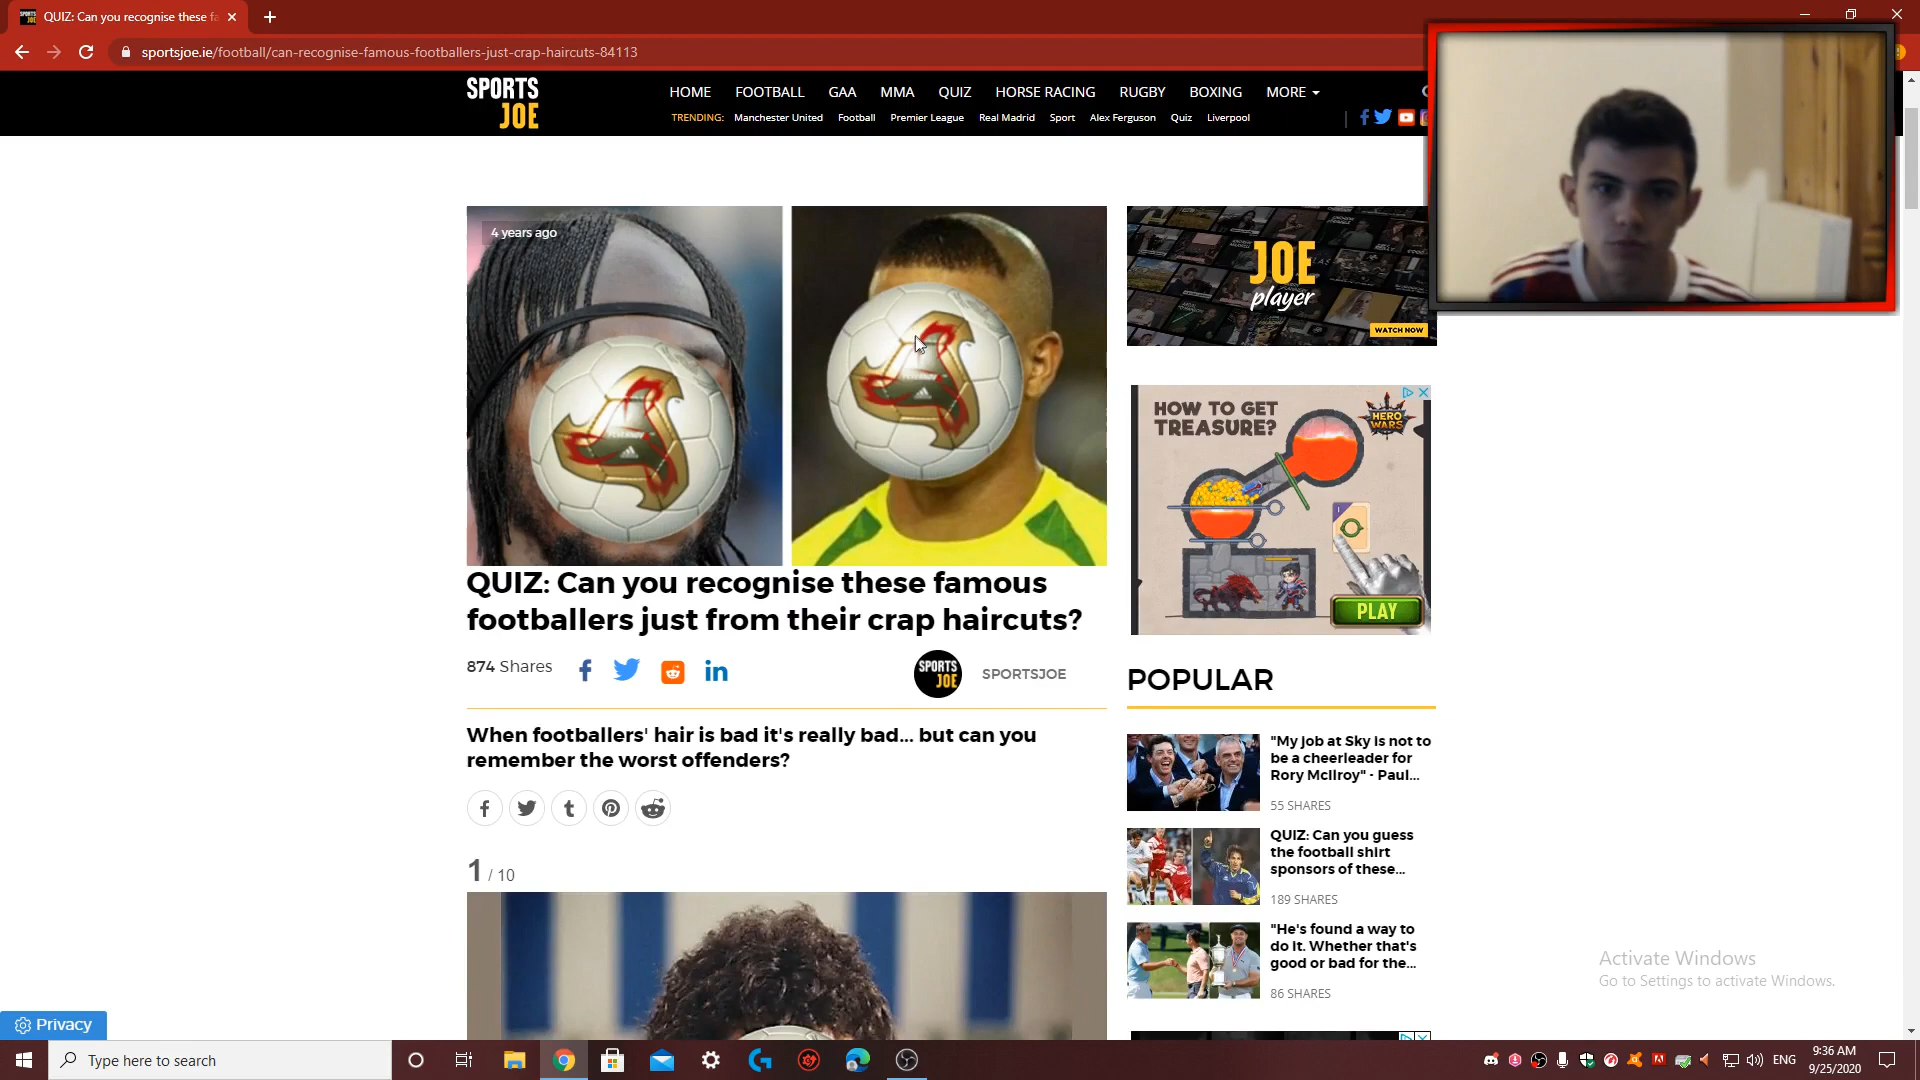 QUIZ: Can you recognise these fa
sportsjoe.ie/football/can-recognise-famous-footballers-just-crap-haircuts-84113
SPORTS
JOE
HOME FOOTBALL GAA MMA QUIZ HORSE RACING RUGBY BOXING MORE
TRENDING: Manchester United Football Premier League Real Madrid Sport Alex Ferguson Quiz Liverpool
4 years ago
JOE
player
WATCH NOW
HOW TO GET
TREASURE?
HERO
WARS
PLAY
QUIZ: Can you recognise these famous
footballers just from their crap haircuts?
874 Shares
SPORTS
JOE
SPORTSJOE
When footballers' hair is bad it's really bad... but can you
remember the worst offenders?
1 / 10
POPULAR
"My job at Sky is not to
be a cheerleader for
Rory McIlroy" - Paul...
55 SHARES
QUIZ: Can you guess
the football shirt
sponsors of these...
189 SHARES
"He's found a way to
do it. Whether that's
good or bad for the...
86 SHARES
Activate Windows
Go to Settings to activate Windows.
Privacy
Type here to search
ENG
9:36 AM
9/25/2020